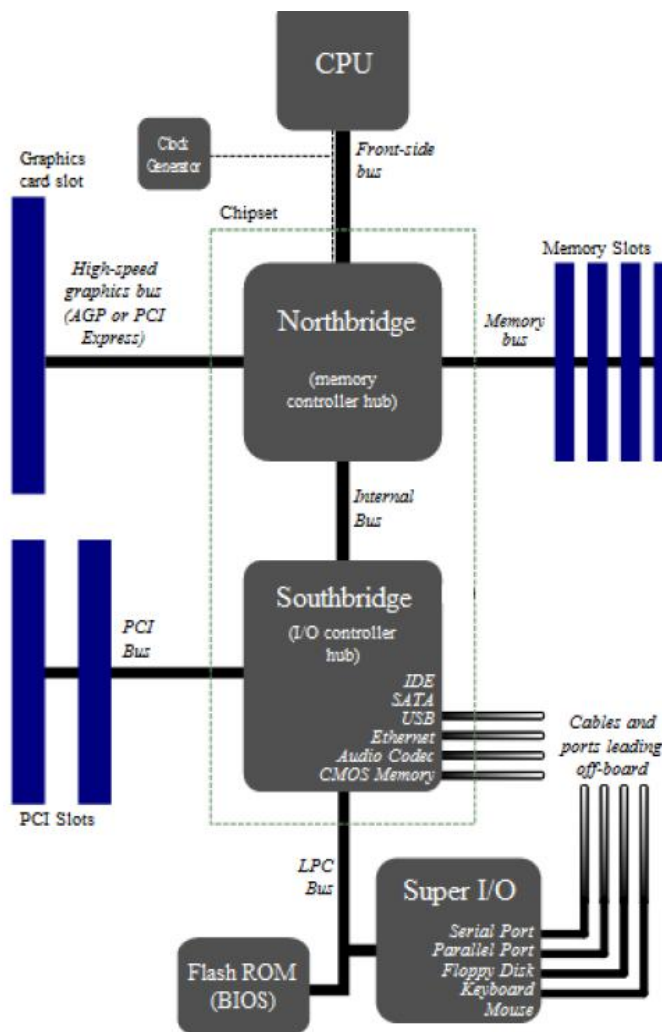 CPU
Clock
Generator
Front-side
bus
Graphics
card slot
Chipset
Memory Slots
High-speed
graphics bus
(AGP or PCI
Express)
Northbridge
(memory
controller hub)
Memory
bus
Internal
Bus
Southbridge
(I/O controller
hub)
PCI
Bus
IDE
SATA
USB
Ethernet
Audio Codec
CMOS Memory
Cables and
ports leading
off-board
PCI Slots
LPC
Bus
Super I/O
Serial Port
Parallel Port
Floppy Disk
Keyboard
Mouse
Flash ROM
(BIOS)